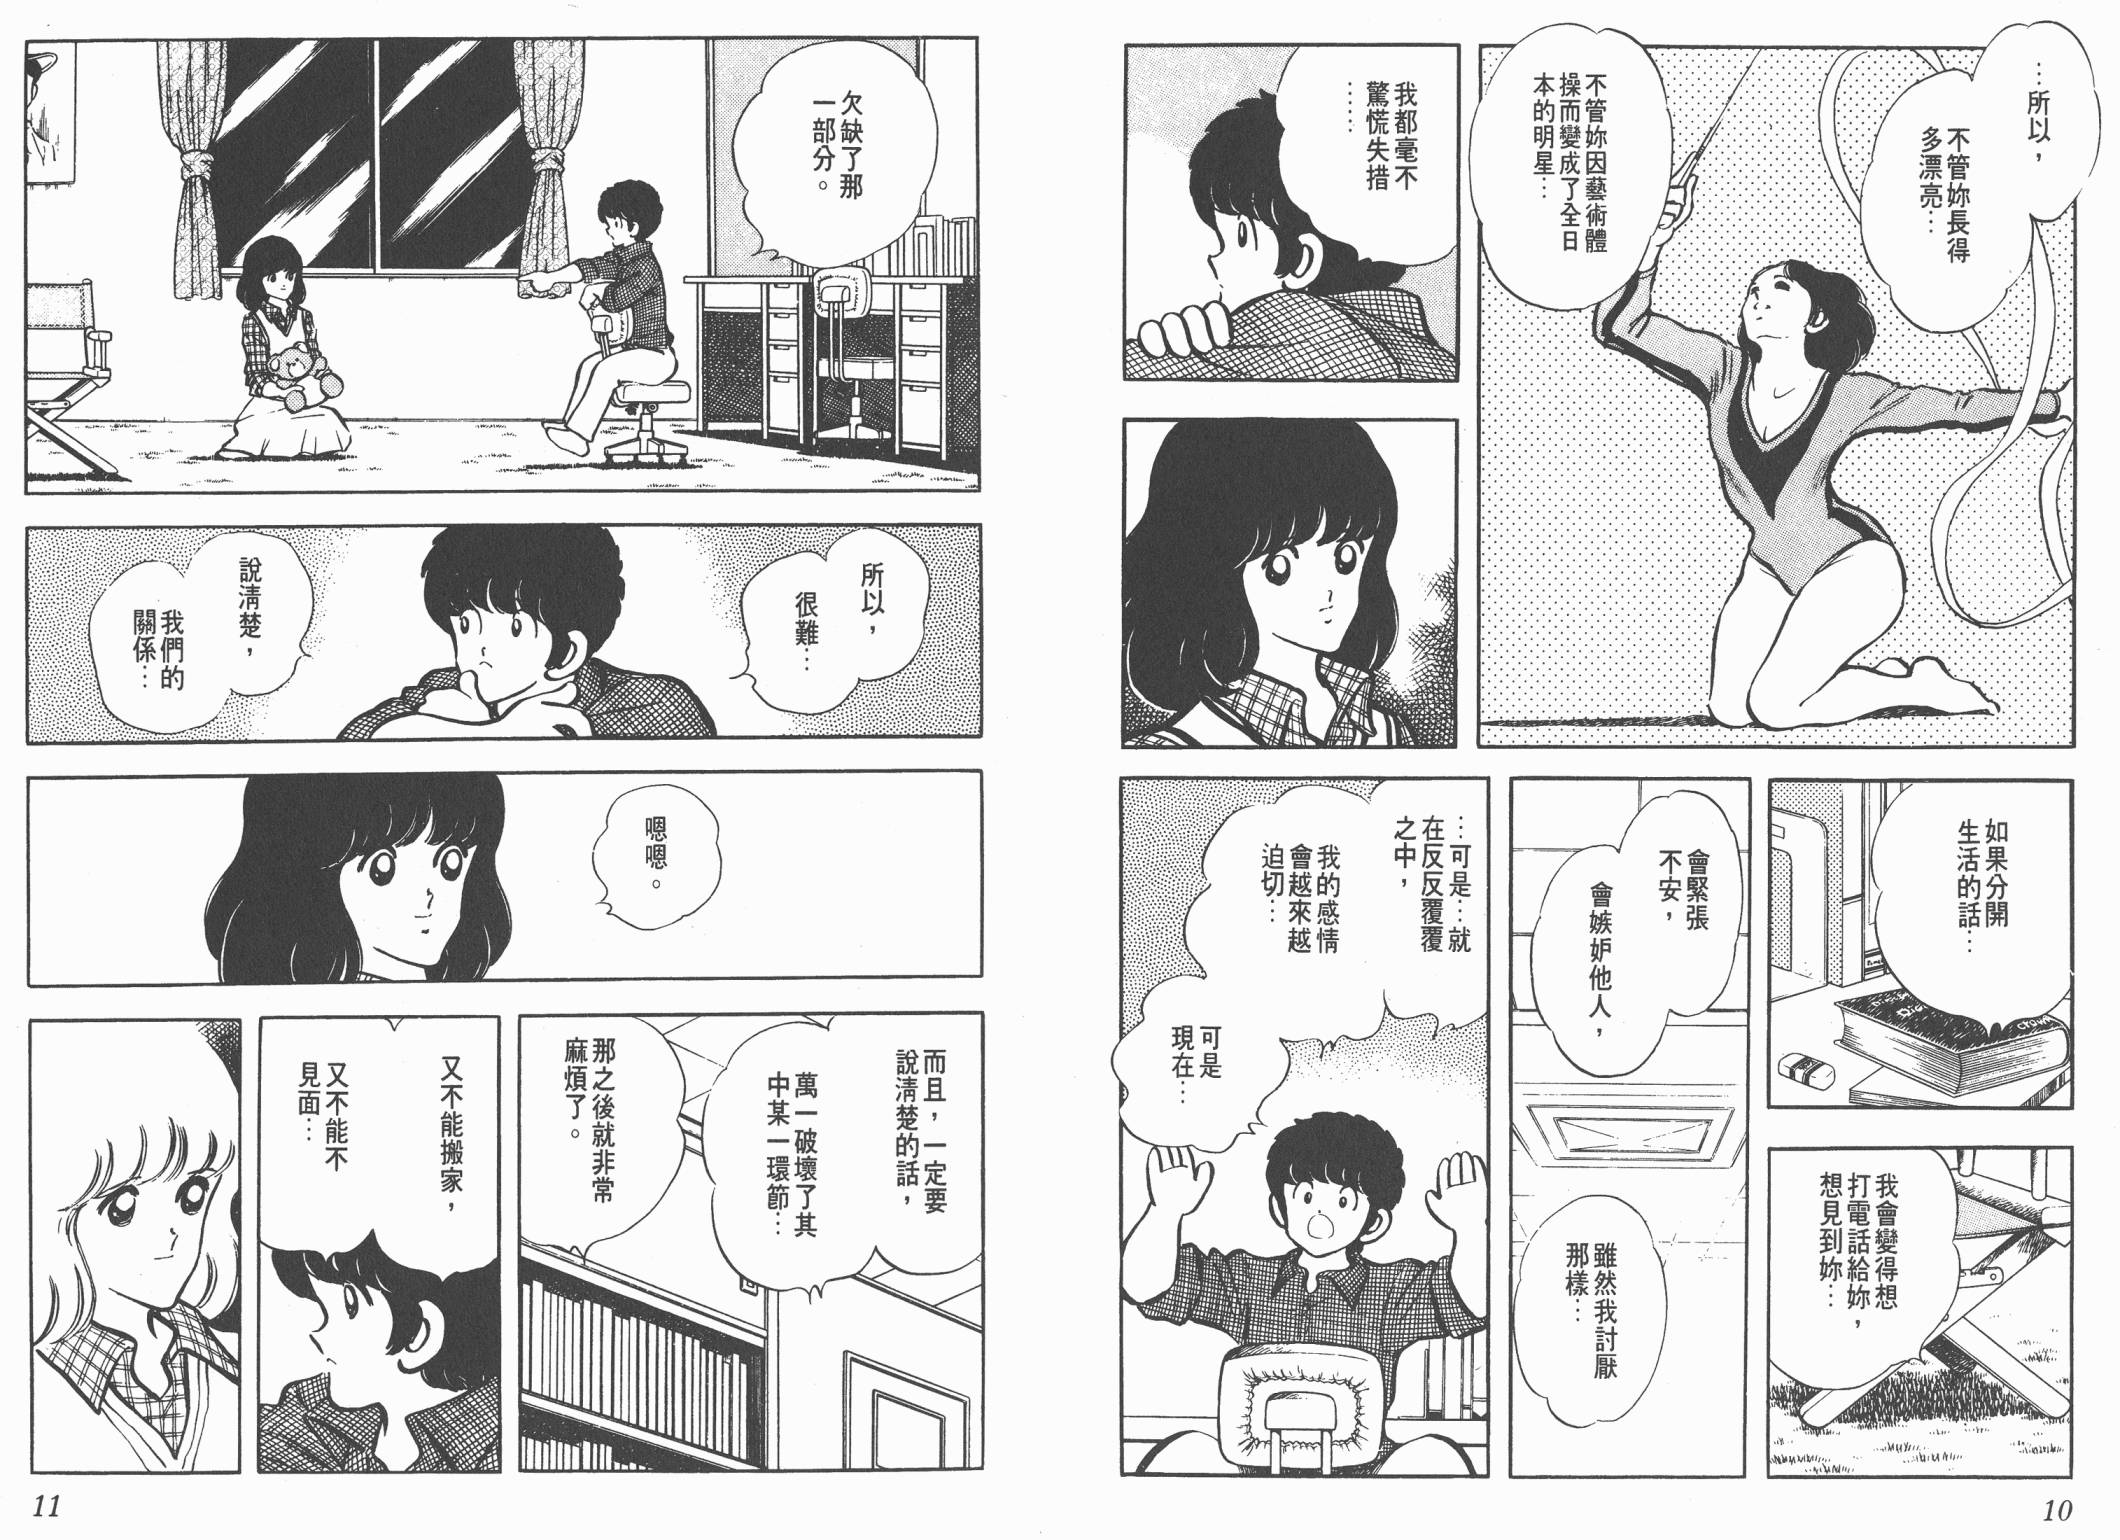 …所以，
不管妳長得
多漂亮…
不管妳因藝術體
操而變成了全日
本的明星…
我都毫不
驚慌失措
……
如果分開
生活的話…
我會變得想
打電話給妳，
想見到妳…
會緊張
不安，
會嫉妒他人，
雖然我討厭
那樣…
…可是…就
在反反覆覆
之中，
我的感情
會越來越
迫切…
可是
現在…
10
欠缺了那
一部分。
所以，
很難…
說清楚，
我們的
關係…
嗯嗯。
而且，一定要
說清楚的話，
萬一破壞了其
中某一環節…
那之後就非常
麻煩了。
又不能搬家，
又不能不
見面…
11